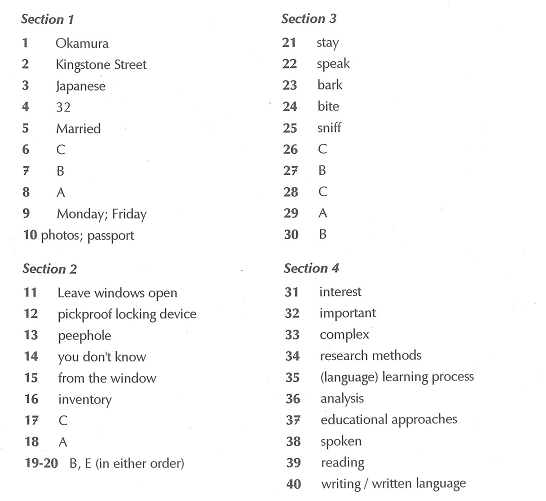 Section 1
1 Okamura
2 Kingstone Street
3 Japanese
4 32
5 Married
6 C
7 B
8 A
9 Monday; Friday
10 photos; passport
Section 2
11 Leave windows open
12 pickproof locking device
13 peephole
14 you don't know
15 from the window
16 inventory
17 C
18 A
19-20 B, E (in either order)
Section 3
21 stay
22 speak
23 bark
24 bite
25 sniff
26 C
27 B
28 C
29 A
30 B
Section 4
31 interest
32 important
33 complex
34 research methods
35 (language) learning process
36 analysis
37 educational approaches
38 spoken
39 reading
40 writing / written language